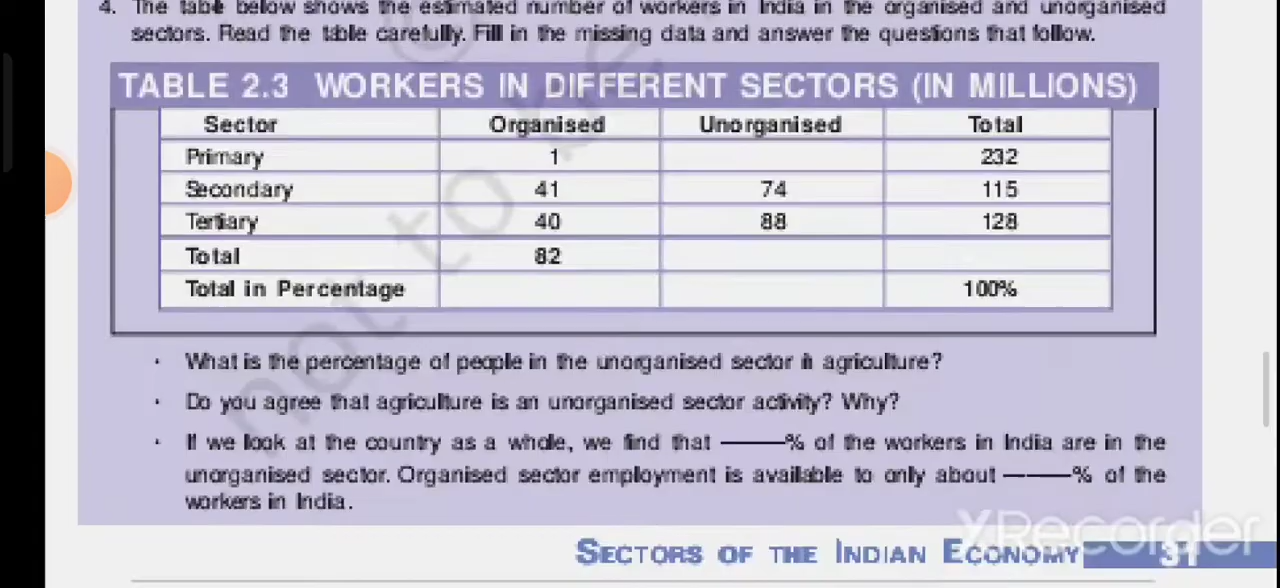 4. The table below shows the estimated number of workers in India in the organised and unorganised
sectors. Read the table carefully. Fill in the missing data and answer the questions that follow.
TABLE 2.3 WORKERS IN DIFFERENT SECTORS (IN MILLIONS)
Sector Organised Unorganised Total
Primary 1 232
Secondary 41 74 115
Tertiary 40 88 128
Total 82
Total in Percentage 100%
· What is the percentage of people in the unorganised sector in agriculture?
· Do you agree that agriculture is an unorganised sector activity? Why?
· If we look at the country as a whole, we find that ———% of the workers in India are in the
unorganised sector. Organised sector employment is available to only about ———% of the
workers in India.
not to be
SECTORS OF THE INDIAN ECONOMY 31
XRecorder